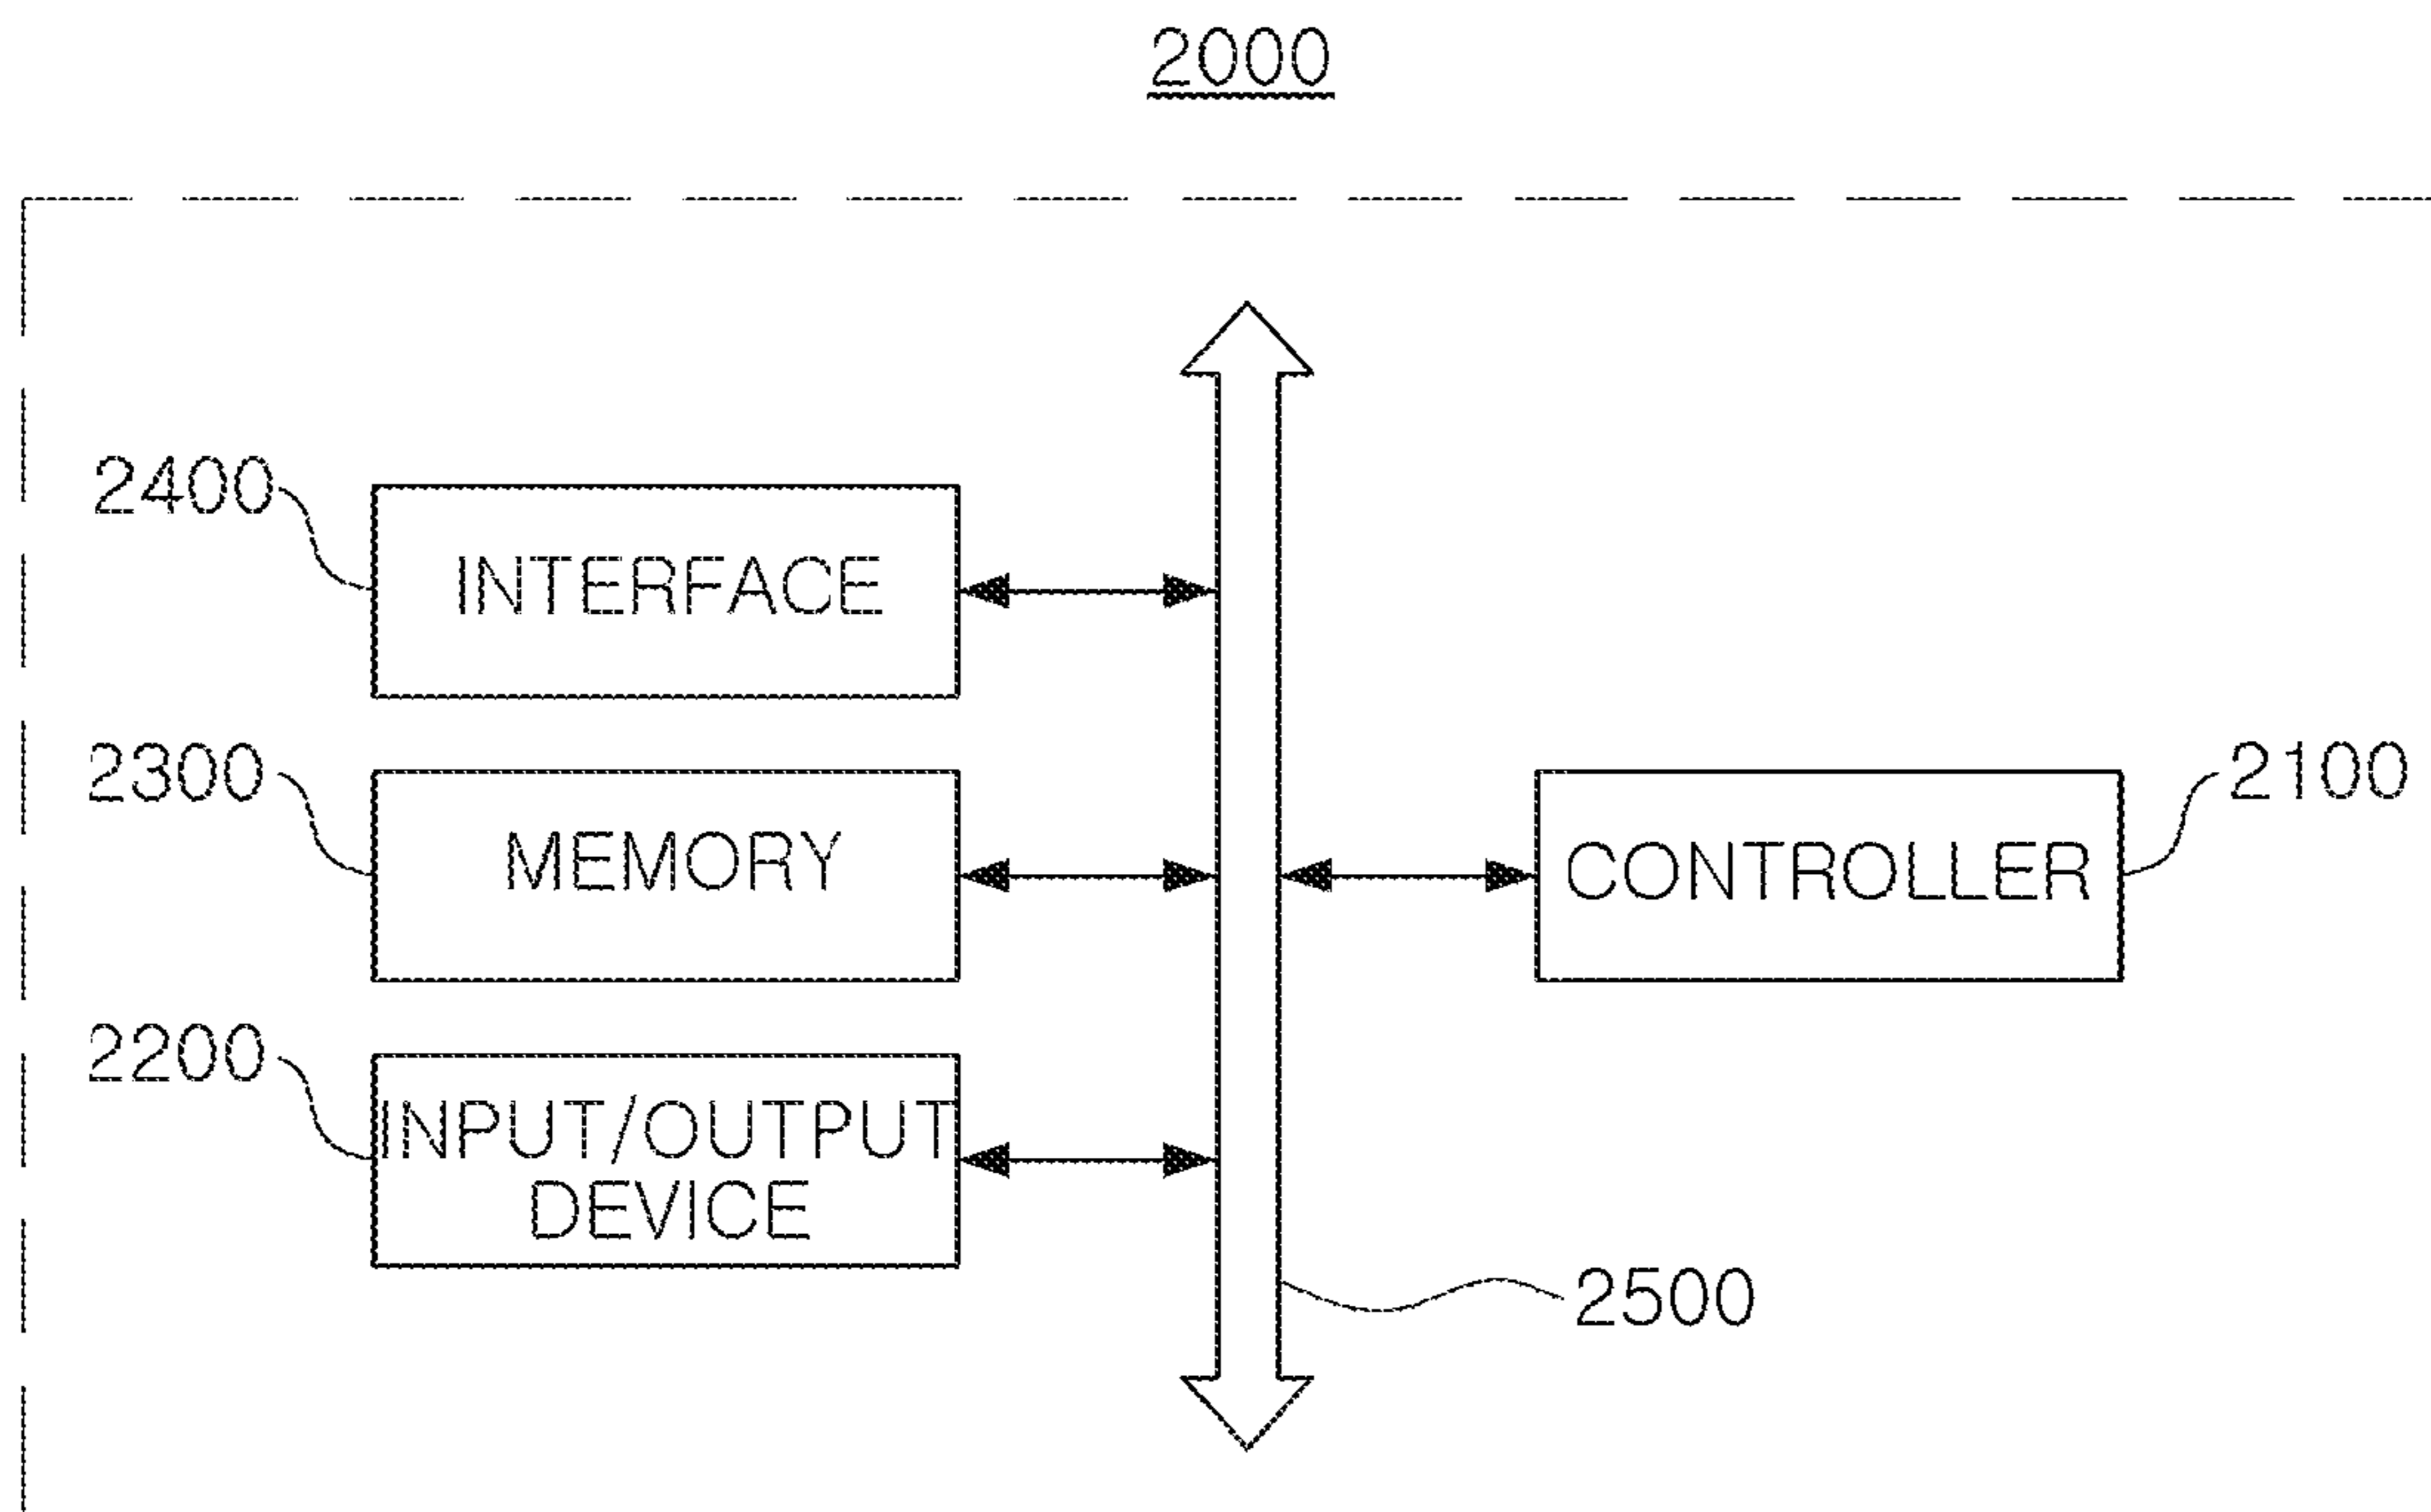 2000
2400
INTERFACE
2300
MEMORY
2100
CONTROLLER
2200
INPUT/OUTPUT
DEVICE
2500